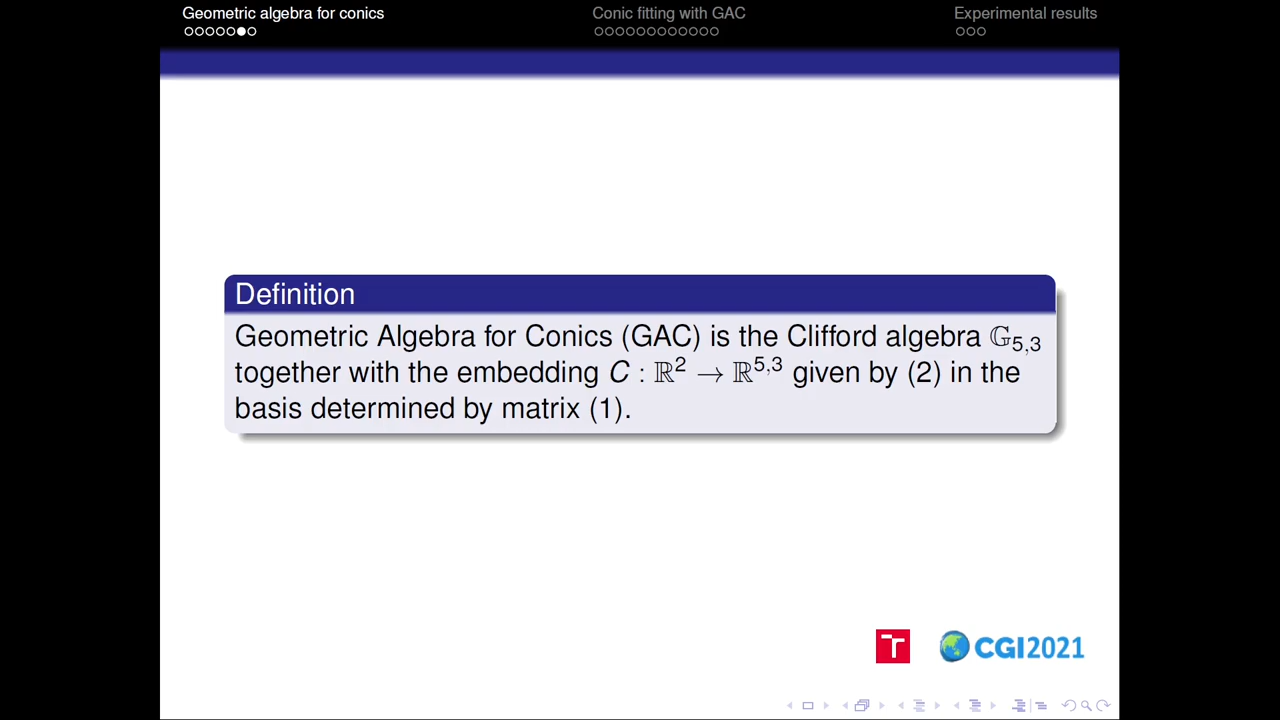 Geometric algebra for conics
Conic fitting with GAC
Experimental results
Definition
Geometric Algebra for Conics (GAC) is the Clifford algebra 𝔾₅,₃
together with the embedding C : ℝ² → ℝ⁵,³ given by (2) in the
basis determined by matrix (1).
T
CGI2021